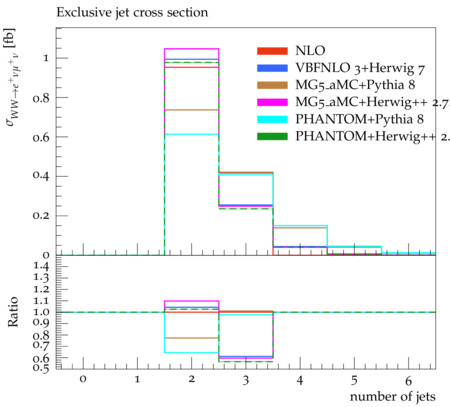 Exclusive jet cross section
σWW→e+νμ+ν [fb]
NLO
VBFNLO 3+Herwig 7
MG5_aMC+Pythia 8
MG5_aMC+Herwig++ 2.7.
PHANTOM+Pythia 8
PHANTOM+Herwig++ 2.
1
0.8
0.6
0.4
0.2
0
Ratio
1.4
1.3
1.2
1.1
1.0
0.9
0.8
0.7
0.6
0.5
0 1 2 3 4 5 6
number of jets